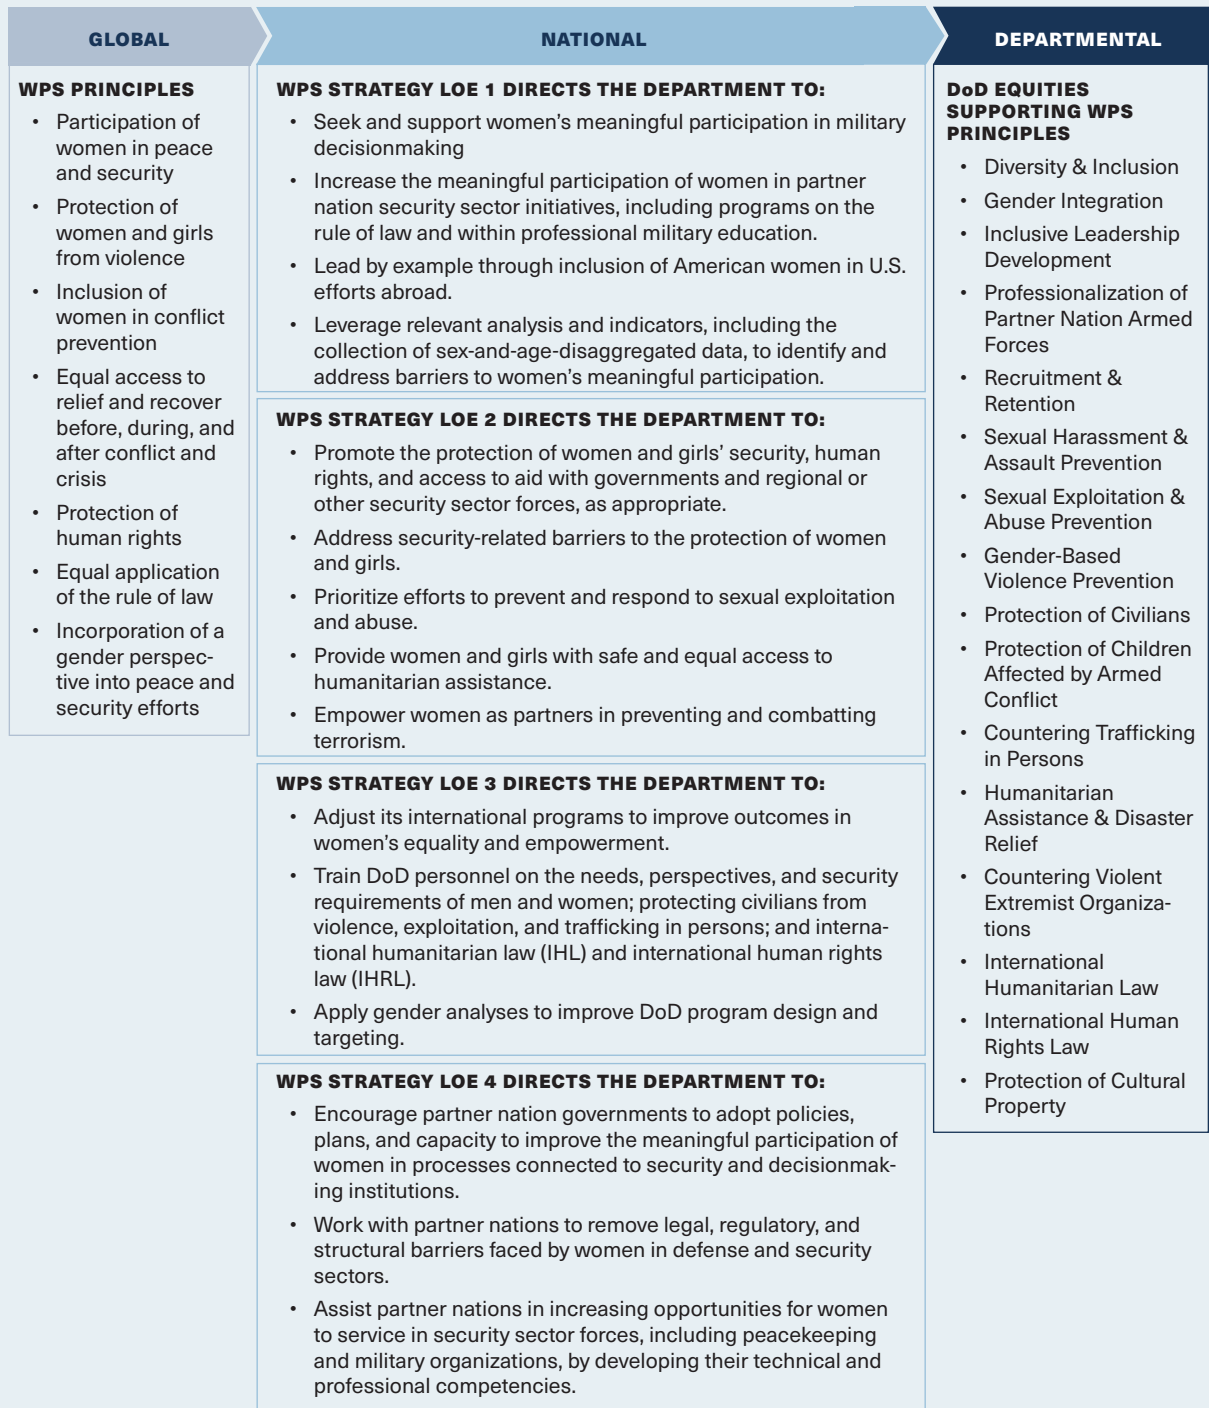 GLOBAL
NATIONAL
DEPARTMENTAL
WPS PRINCIPLES
• Participation of
women in peace
and security
• Protection of
women and girls
from violence
• Inclusion of
women in conflict
prevention
• Equal access to
relief and recover
before, during, and
after conflict and
crisis
• Protection of
human rights
• Equal application
of the rule of law
• Incorporation of a
gender perspec-
tive into peace and
security efforts
WPS STRATEGY LOE 1 DIRECTS THE DEPARTMENT TO:
• Seek and support women’s meaningful participation in military
decisionmaking
• Increase the meaningful participation of women in partner
nation security sector initiatives, including programs on the
rule of law and within professional military education.
• Lead by example through inclusion of American women in U.S.
efforts abroad.
• Leverage relevant analysis and indicators, including the
collection of sex-and-age-disaggregated data, to identify and
address barriers to women’s meaningful participation.
WPS STRATEGY LOE 2 DIRECTS THE DEPARTMENT TO:
• Promote the protection of women and girls’ security, human
rights, and access to aid with governments and regional or
other security sector forces, as appropriate.
• Address security-related barriers to the protection of women
and girls.
• Prioritize efforts to prevent and respond to sexual exploitation
and abuse.
• Provide women and girls with safe and equal access to
humanitarian assistance.
• Empower women as partners in preventing and combatting
terrorism.
WPS STRATEGY LOE 3 DIRECTS THE DEPARTMENT TO:
• Adjust its international programs to improve outcomes in
women’s equality and empowerment.
• Train DoD personnel on the needs, perspectives, and security
requirements of men and women; protecting civilians from
violence, exploitation, and trafficking in persons; and interna-
tional humanitarian law (IHL) and international human rights
law (IHRL).
• Apply gender analyses to improve DoD program design and
targeting.
WPS STRATEGY LOE 4 DIRECTS THE DEPARTMENT TO:
• Encourage partner nation governments to adopt policies,
plans, and capacity to improve the meaningful participation of
women in processes connected to security and decisionmak-
ing institutions.
• Work with partner nations to remove legal, regulatory, and
structural barriers faced by women in defense and security
sectors.
• Assist partner nations in increasing opportunities for women
to service in security sector forces, including peacekeeping
and military organizations, by developing their technical and
professional competencies.
DoD EQUITIES
SUPPORTING WPS
PRINCIPLES
• Diversity & Inclusion
• Gender Integration
• Inclusive Leadership
Development
• Professionalization of
Partner Nation Armed
Forces
• Recruitment &
Retention
• Sexual Harassment &
Assault Prevention
• Sexual Exploitation &
Abuse Prevention
• Gender-Based
Violence Prevention
• Protection of Civilians
• Protection of Children
Affected by Armed
Conflict
• Countering Trafficking
in Persons
• Humanitarian
Assistance & Disaster
Relief
• Countering Violent
Extremist Organiza-
tions
• International
Humanitarian Law
• International Human
Rights Law
• Protection of Cultural
Property